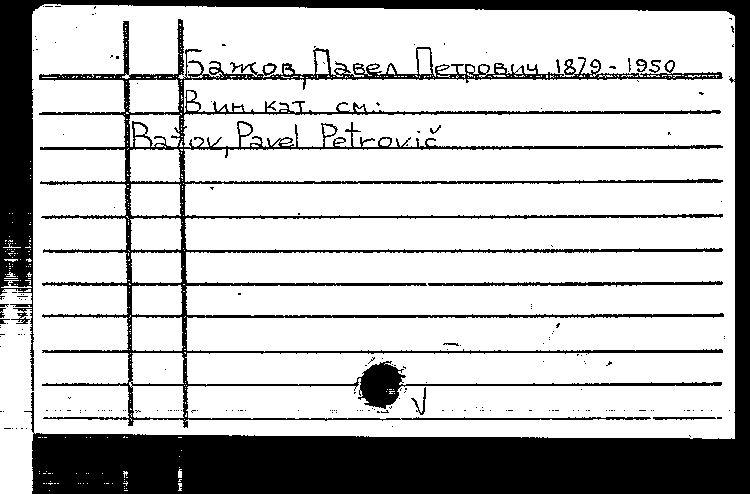 Бажов, Павел Петрович 1879-1950
В ин. кат. см:
Bažov, Pavel Petrovič
V